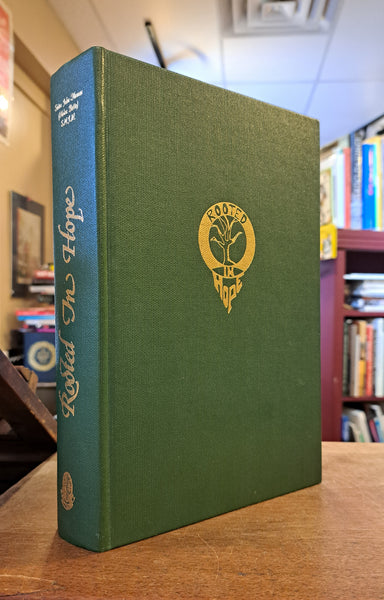 Rooted In Hope
S.M.I.C.
ROOTED
IN
HOPE